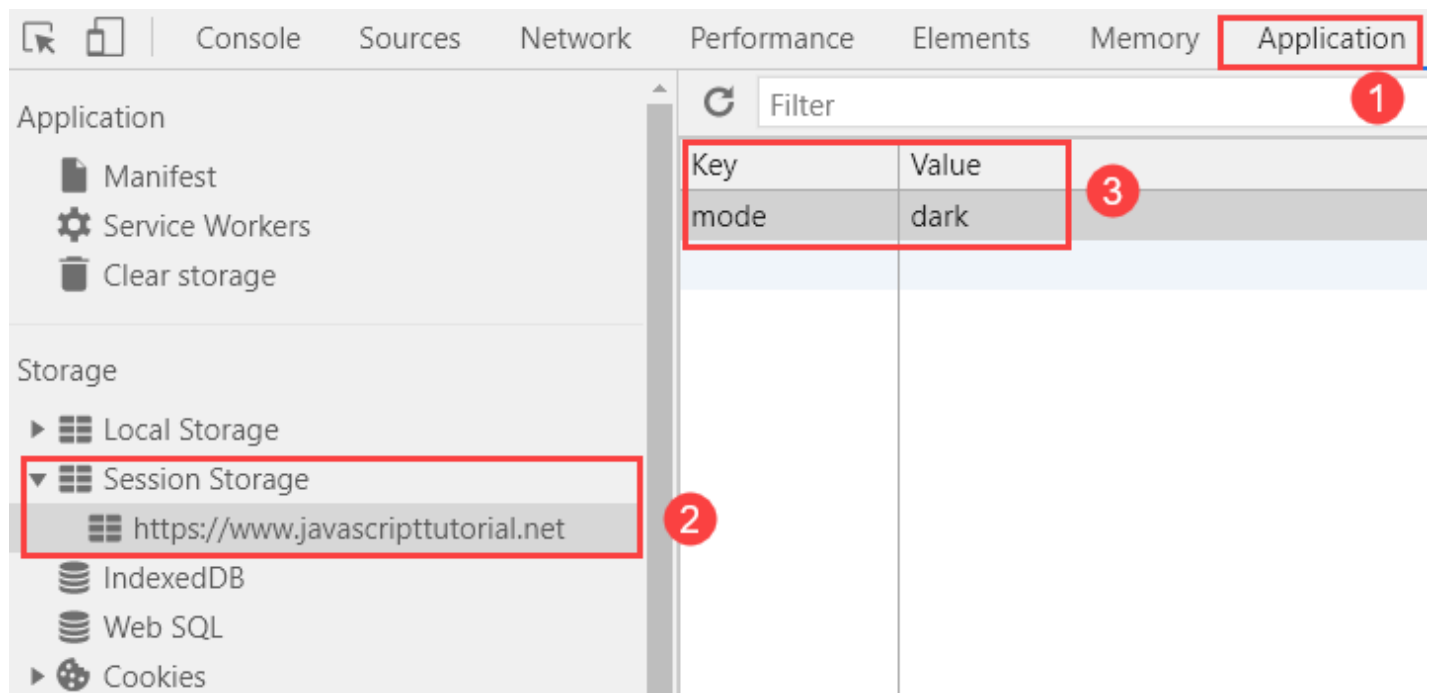 Console Sources Network Performance Elements Memory Application
1
Application
Manifest
Service Workers
Clear storage
Storage
Local Storage
Session Storage
https://www.javascripttutorial.net
2
IndexedDB
Web SQL
Cookies
Filter
Key Value
3
mode dark